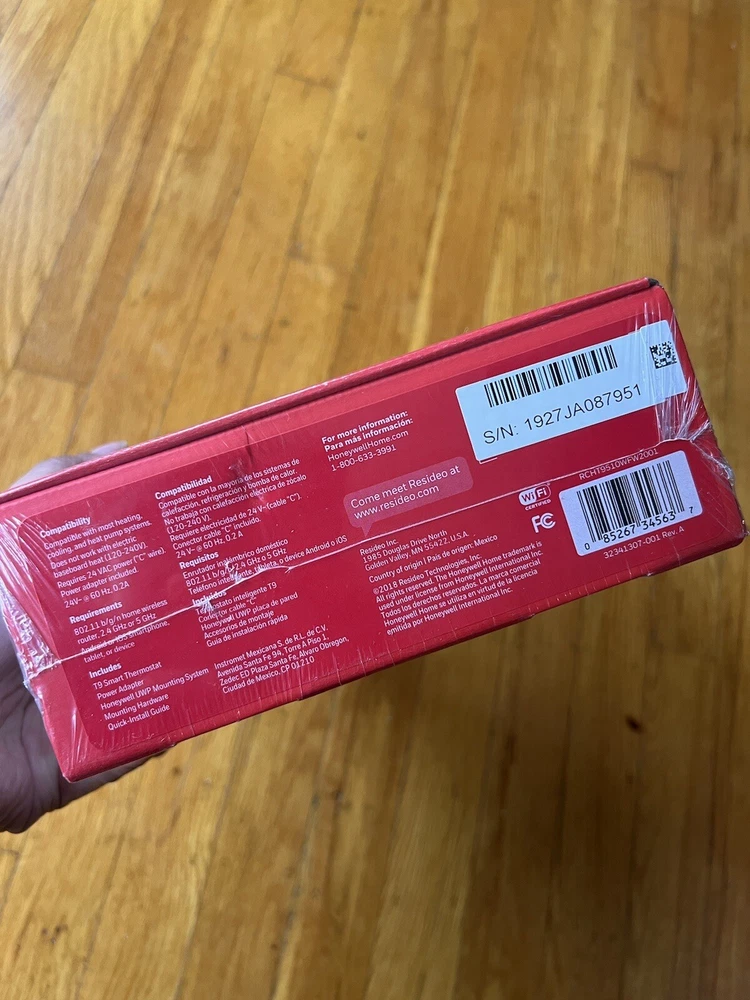 Compatibility
Compatible with most heating,
cooling, and heat pump systems.
Does not work with electric
baseboard heat (120-240V).
Requires 24 VAC power ("C" wire).
Power adapter included.
24V~ @ 60 Hz, 0.2 A
Requirements
802.11 b/g/n home wireless
router, 2.4 GHz or 5 GHz
Android or iOS smartphone,
tablet, or device
Includes
T9 Smart Thermostat
Power Adapter
Honeywell UWP Mounting System
Mounting Hardware
Quick-Install Guide
Compatibilidad
Compatible con la mayoría de los sistemas de
calefacción, refrigeración y bomba de calor.
No trabaja con calefacción eléctrica de zócalo
(120-240 V).
Requiere electricidad de 24 V~ (cable "C").
Conector cable "C" incluido.
24V~ @ 60 Hz, 0.2 A
Requisitos
Enrutador inalámbrico doméstico
802.11 b/g/n 2.4 GHz o 5 GHz
Teléfono inteligente, tableta, o device Android o iOS
Incluidos
Termostato inteligente T9
Conector cable "C"
Honeywell UWP placa de pared
Accesorios de montaje
Guía de instalación rápida
Instromet Mexicana S. de R.L. de C.V.
Avenida Santa Fe 94, Torre A Piso 1,
Zedec ED Plaza Santa Fe, Álvaro Obregon,
Ciudad de Mexico, CP 01210
For more information:
Para más información:
HoneywellHome.com
1-800-633-3991
Come meet Resideo at
www.resideo.com
Resideo Inc.
1985 Douglas Drive North
Golden Valley, MN 55422, U.S.A.
Country of origin / País de origen: Mexico
©2018 Resideo Technologies, Inc.
All rights reserved. The Honeywell Home trademark is
used under license from Honeywell International Inc.
Todos los derechos reservados. La marca comercial
Honeywell Home se utiliza en virtud de la licencia
emitida por Honeywell International Inc.
S/N: 1927JA087951
RCHT9510WFW2001
Wi Fi
CERTIFIED
FC
0 85267 34563 7
32341307-001 Rev. A